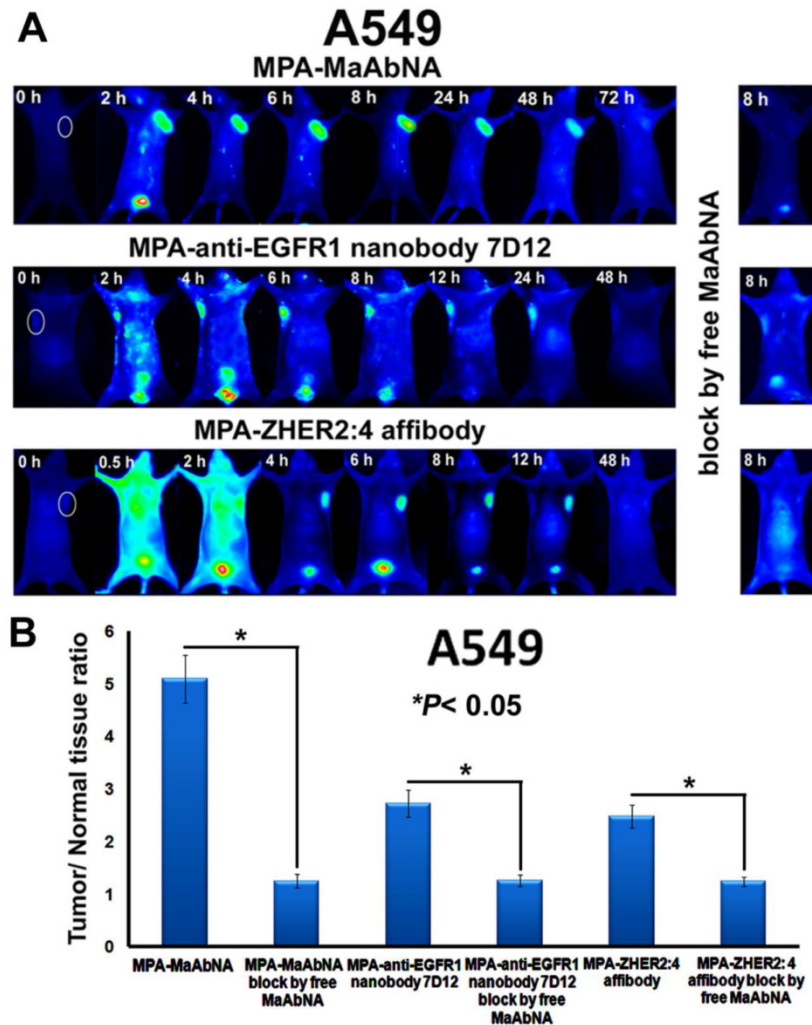 A
A549
MPA-MaAbNA
0 h 2 h 4 h 6 h 8 h 24 h 48 h 72 h 8 h
MPA-anti-EGFR1 nanobody 7D12
0 h 2 h 4 h 6 h 8 h 12 h 24 h 48 h 8 h
MPA-ZHER2:4 affibody
0 h 0.5 h 2 h 4 h 6 h 8 h 12 h 48 h 8 h
block by free MaAbNA
B
A549
*P< 0.05
* * *
Tumor/ Normal tissue ratio
6
5
4
3
2
1
0
MPA-MaAbNA
MPA-MaAbNA
block by free
MaAbNA
MPA-anti-EGFR1
nanobody 7D12
MPA-anti-EGFR1
nanobody 7D12
block by free
MaAbNA
MPA-ZHER2:4
affibody
MPA-ZHER2: 4
affibody block by
free MaAbNA